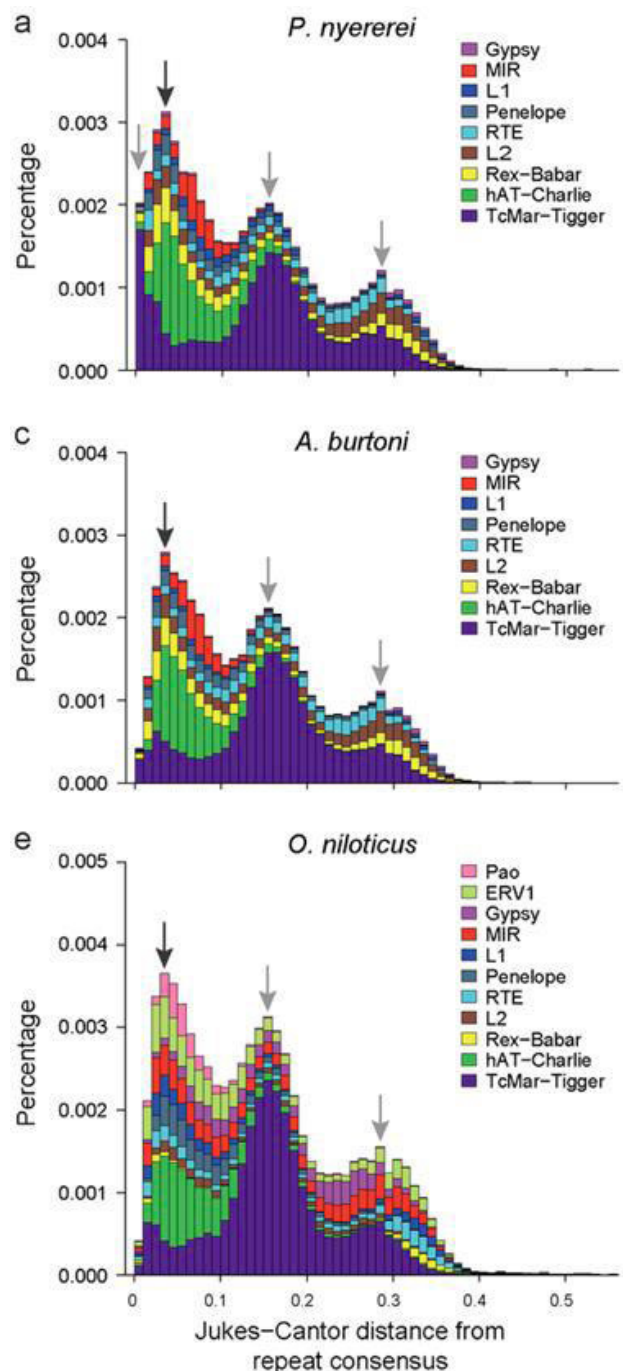 a
P. nyererei
0.004
0.003
0.002
0.001
0.000
Percentage
Gypsy
MIR
L1
Penelope
RTE
L2
Rex-Babar
hAT-Charlie
TcMar-Tigger
c
A. burtoni
0.004
0.003
0.002
0.001
0.000
Percentage
Gypsy
MIR
L1
Penelope
RTE
L2
Rex-Babar
hAT-Charlie
TcMar-Tigger
e
O. niloticus
0.005
0.004
0.003
0.002
0.001
0.000
Percentage
Pao
ERV1
Gypsy
MIR
L1
Penelope
RTE
L2
Rex-Babar
hAT-Charlie
TcMar-Tigger
0 0.1 0.2 0.3 0.4 0.5
Jukes-Cantor distance from
repeat consensus